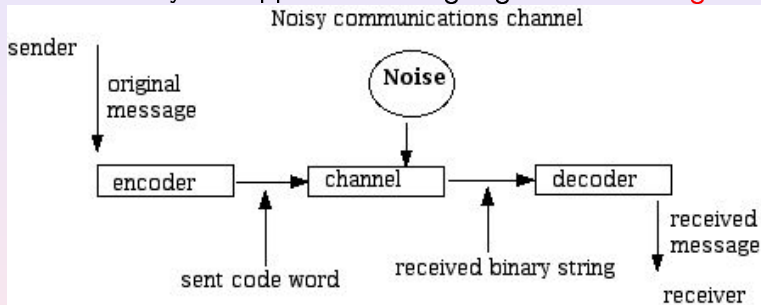 Noisy communications channel
sender
original
message
Noise
encoder
channel
decoder
sent code word
received binary string
received
message
receiver